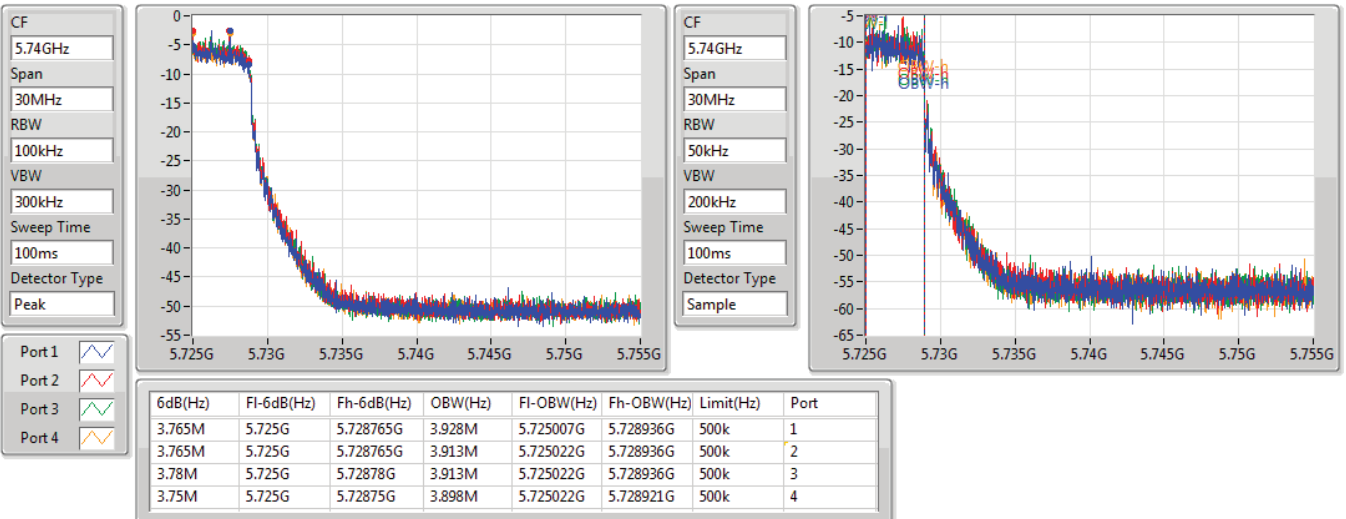 CF
5.74GHz
Span
30MHz
RBW
100kHz
VBW
300kHz
Sweep Time
100ms
Detector Type
Peak
Port 1
Port 2
Port 3
Port 4
0
-5
-10
-15
-20
-25
-30
-35
-40
-45
-50
-55
5.725G 5.73G 5.735G 5.74G 5.745G 5.75G 5.755G
CF
5.74GHz
Span
30MHz
RBW
50kHz
VBW
200kHz
Sweep Time
100ms
Detector Type
Sample
-5
-10
-15
-20
-25
-30
-35
-40
-45
-50
-55
-60
-65
OBW-h
OBW-h
OBW-h
5.725G 5.73G 5.735G 5.74G 5.745G 5.75G 5.755G
6dB(Hz) Fl-6dB(Hz) Fh-6dB(Hz) OBW(Hz) Fl-OBW(Hz) Fh-OBW(Hz) Limit(Hz) Port
3.765M 5.725G 5.728765G 3.928M 5.725007G 5.728936G 500k 1
3.765M 5.725G 5.728765G 3.913M 5.725022G 5.728936G 500k 2
3.78M 5.725G 5.72878G 3.913M 5.725022G 5.728936G 500k 3
3.75M 5.725G 5.72875G 3.898M 5.725022G 5.728921G 500k 4